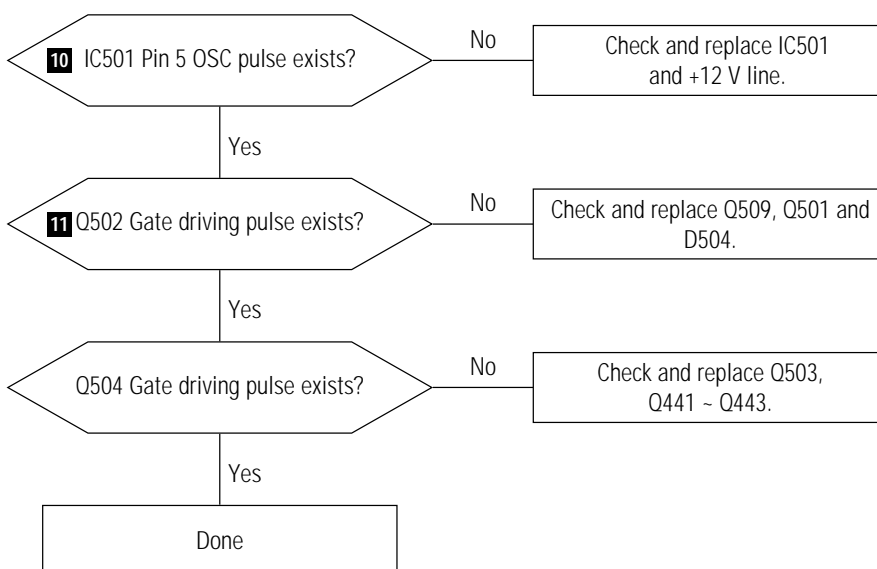 10 IC501 Pin 5 OSC pulse exists?
No
Check and replace IC501
and +12 V line.
Yes
11 Q502 Gate driving pulse exists?
No
Check and replace Q509, Q501 and
D504.
Yes
Q504 Gate driving pulse exists?
No
Check and replace Q503,
Q441 ~ Q443.
Yes
Done